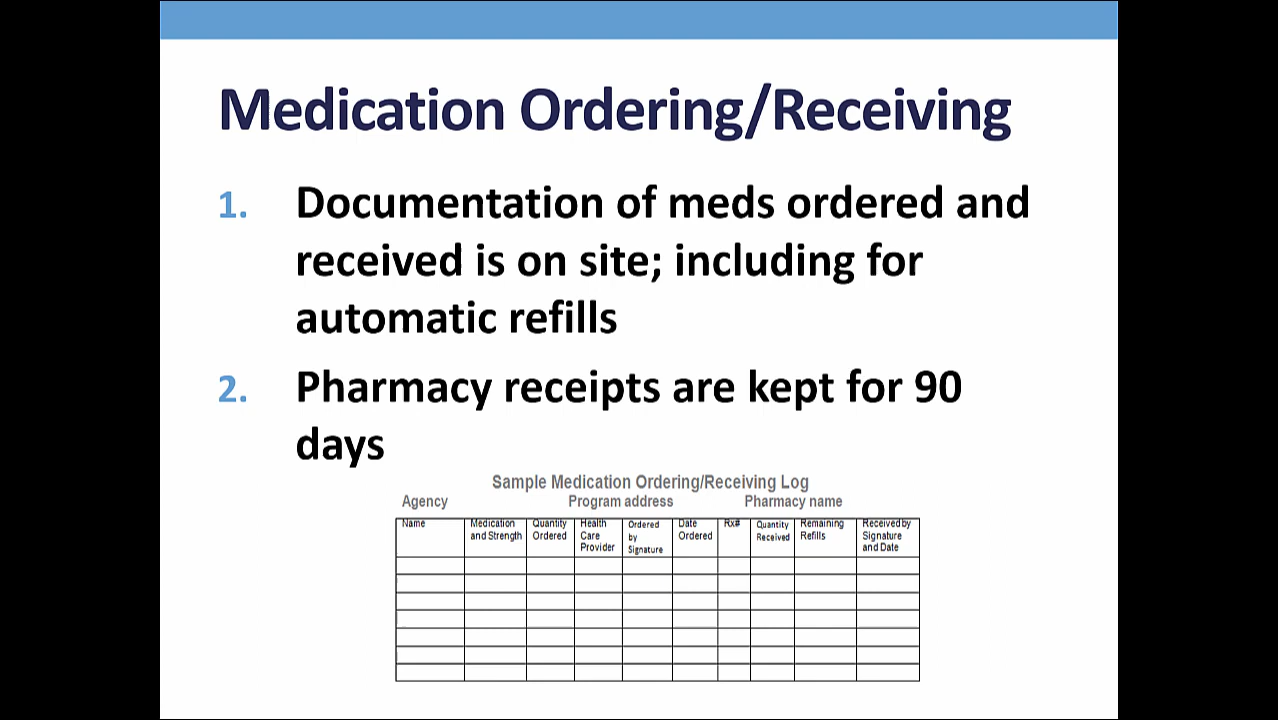 Medication Ordering/Receiving
1. Documentation of meds ordered and
received is on site; including for
automatic refills
2. Pharmacy receipts are kept for 90
days
Sample Medication Ordering/Receiving Log
Agency Program address Pharmacy name
Name Medication Quantity Health Ordered Date Rx# Quantity Remaining Received by
and Strength Ordered Care by Ordered Received Refills Signature
Provider Signature and Date